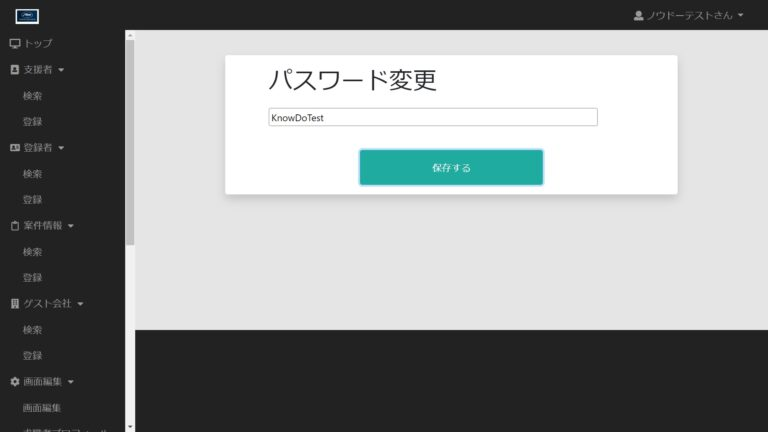 ノウドーテストさん
トップ
支援者
検索
登録
登録者
検索
登録
案件情報
検索
登録
ゲスト会社
検索
登録
画面編集
画面編集
パスワード変更
KnowDoTest
保存する